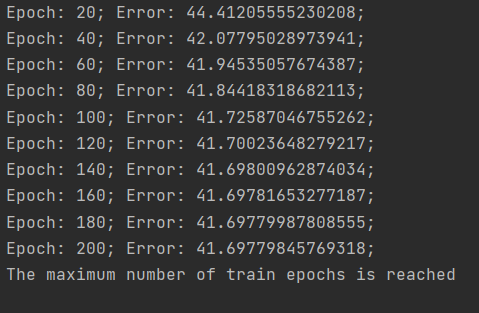 Epoch: 20; Error: 44.41205555230208;
Epoch: 40; Error: 42.07795028973941;
Epoch: 60; Error: 41.94535057674387;
Epoch: 80; Error: 41.84418318682113;
Epoch: 100; Error: 41.72587046755262;
Epoch: 120; Error: 41.70023648279217;
Epoch: 140; Error: 41.69800962874034;
Epoch: 160; Error: 41.69781653277187;
Epoch: 180; Error: 41.69779987808555;
Epoch: 200; Error: 41.69779845769318;
The maximum number of train epochs is reached